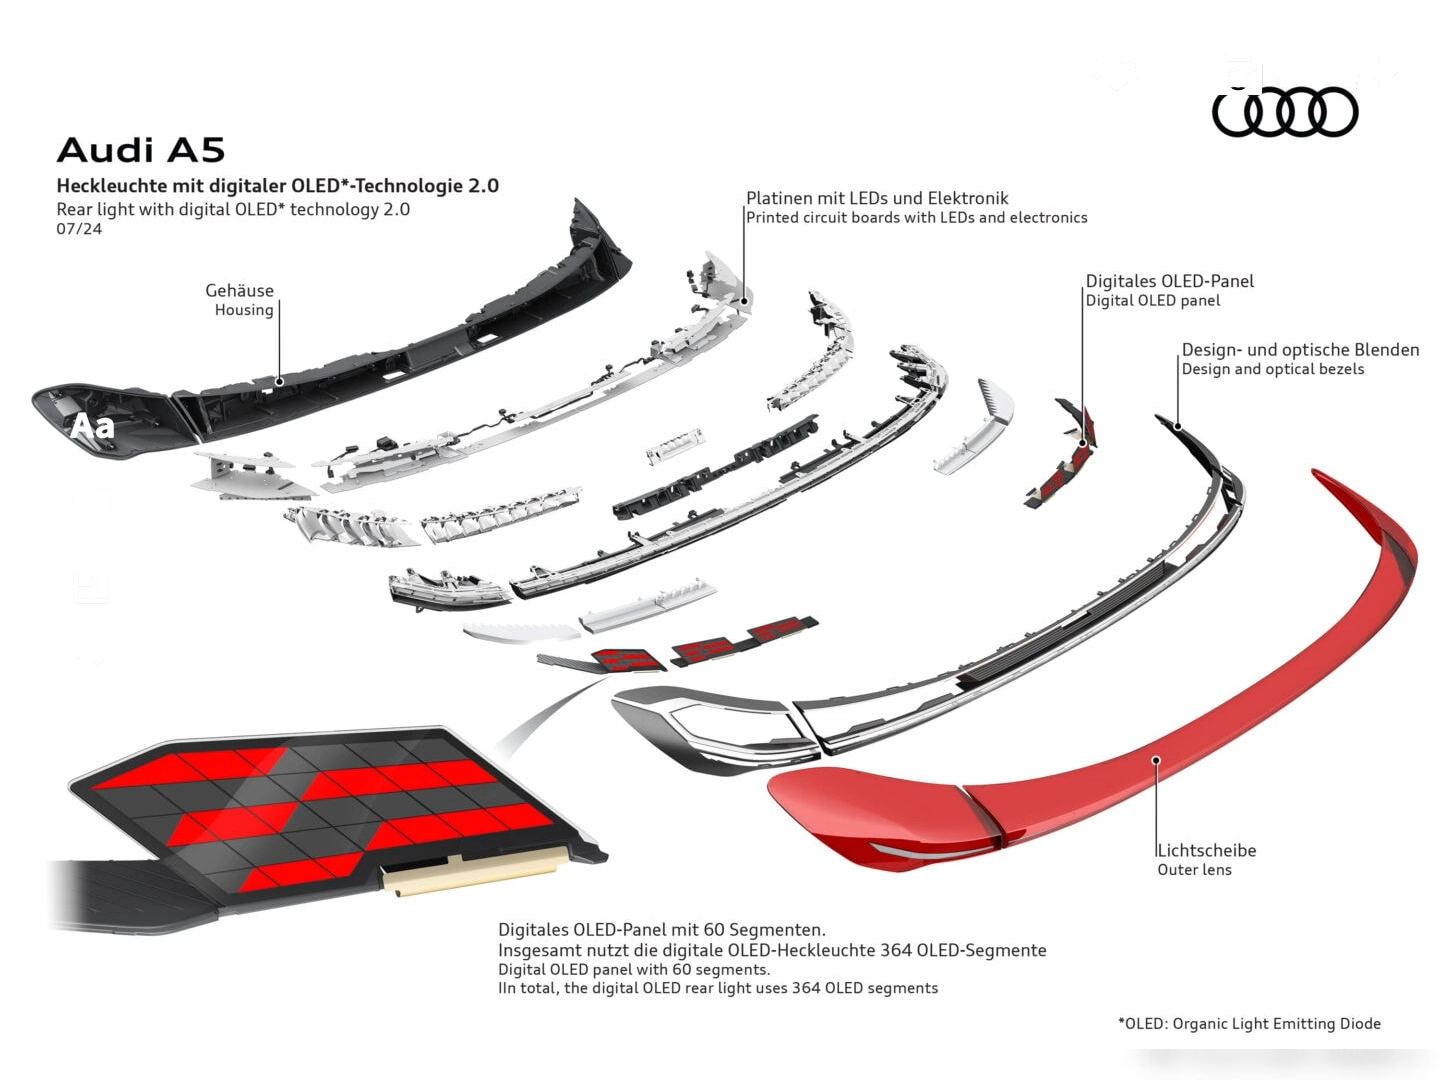 Audi A5
Heckleuchte mit digitaler OLED*-Technologie 2.0
Rear light with digital OLED* technology 2.0
07/24
Platinen mit LEDs und Elektronik
Printed circuit boards with LEDs and electronics
Gehäuse
Housing
Digitales OLED-Panel
Digital OLED panel
Design- und optische Blenden
Design and optical bezels
Aa
Lichtscheibe
Outer lens
Digitales OLED-Panel mit 60 Segmenten.
Insgesamt nutzt die digitale OLED-Heckleuchte 364 OLED-Segmente
Digital OLED panel with 60 segments.
IIn total, the digital OLED rear light uses 364 OLED segments
*OLED: Organic Light Emitting Diode